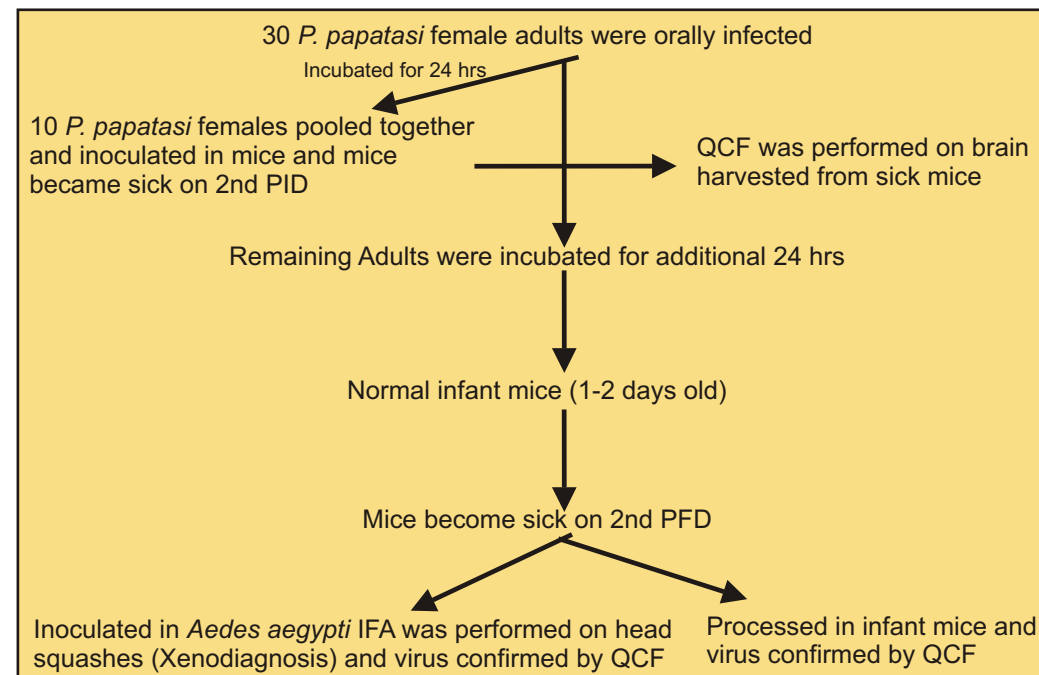 30 P. papatasi female adults were orally infected
Incubated for 24 hrs
10 P. papatasi females pooled together
and inoculated in mice and mice
became sick on 2nd PID
QCF was performed on brain
harvested from sick mice
Remaining Adults were incubated for additional 24 hrs
Normal infant mice (1-2 days old)
Mice become sick on 2nd PFD
Inoculated in Aedes aegypti IFA was performed on head
squashes (Xenodiagnosis) and virus confirmed by QCF
Processed in infant mice and
virus confirmed by QCF